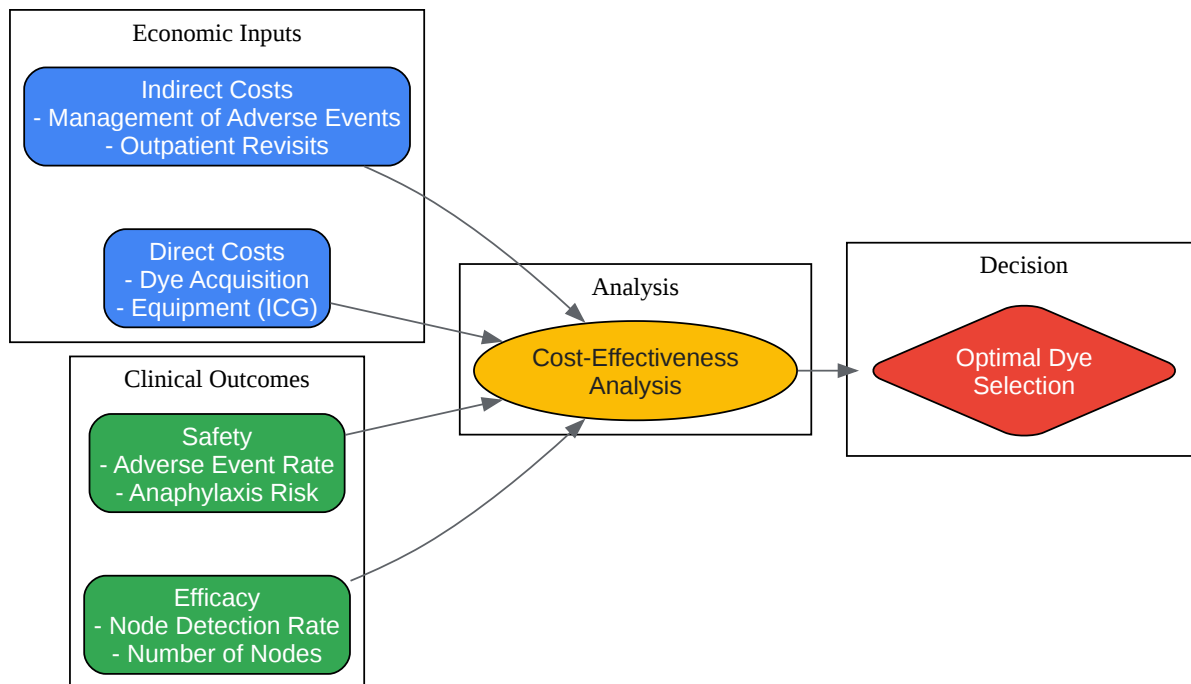 Economic Inputs
Indirect Costs
- Management of Adverse Events
- Outpatient Revisits
Direct Costs
- Dye Acquisition
- Equipment (ICG)
Clinical Outcomes
Safety
- Adverse Event Rate
- Anaphylaxis Risk
Efficacy
- Node Detection Rate
- Number of Nodes
Analysis
Cost-Effectiveness
Analysis
Decision
Optimal Dye
Selection